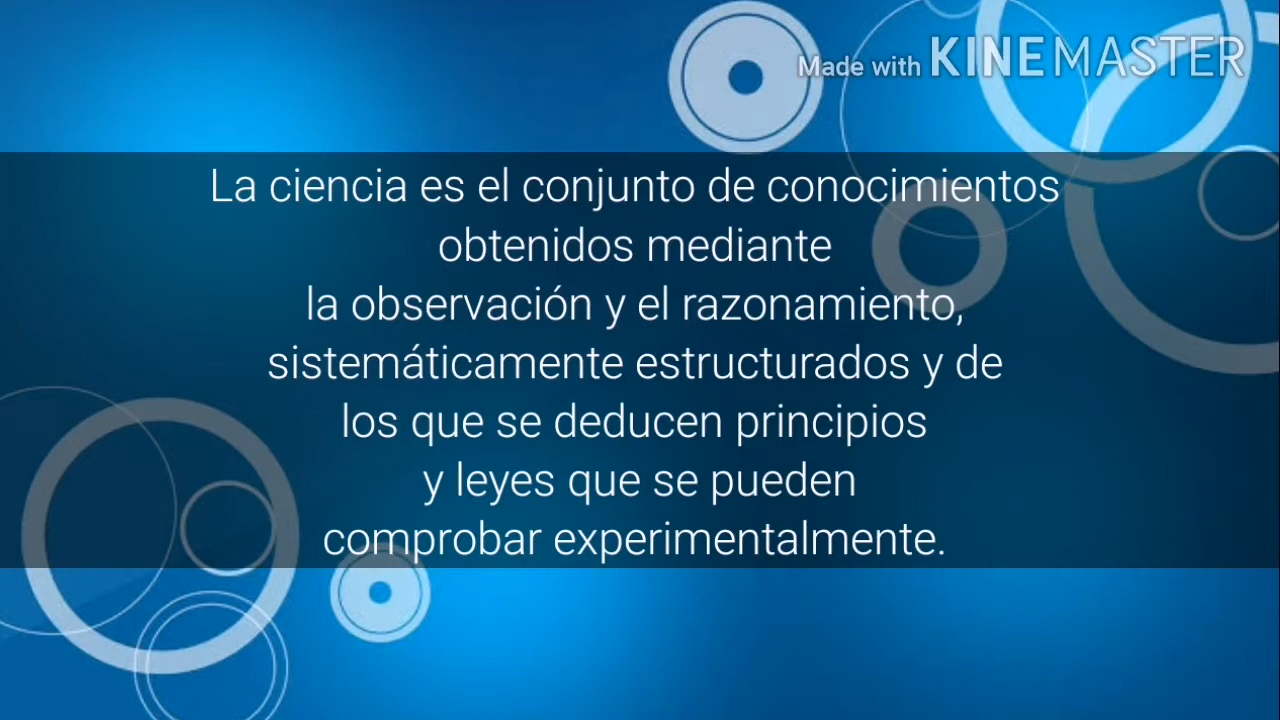 Made with KINEMASTER
La ciencia es el conjunto de conocimientos
obtenidos mediante
la observación y el razonamiento,
sistemáticamente estructurados y de
los que se deducen principios
y leyes que se pueden
comprobar experimentalmente.